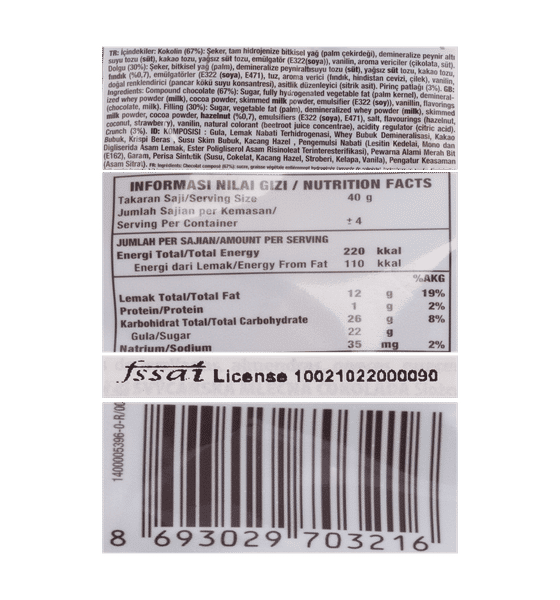 TR: İçindekiler: Kokolin (67%): Şeker, tam hidrojenize bitkisel yağ (palm çekirdeği), demineralize peynir altı
suyu tozu (süt), kakao tozu, yağsız süt tozu, emülgatör (E322(soya)), vanilin, aroma vericiler (çikolata, süt),
Dolgu (30%): Şeker, bitkisel yağ (palm), demineralize peyniraltısuyu tozu (süt), yağsız süt tozu, kakao tozu,
fındık (%0,7), emülgatörler (E322 (soya), E471), tuz, aroma verici (fındık, hindistan cevizi, çilek), vanilin,
doğal renklendirici (pancar kökü suyu konsantresi), asitlik düzenleyici (sitrik asit). Pirinç patlağı (3%). GB:
Ingredients: Compound chocolate (67%): Sugar, fully hydrogenated vegetable fat (palm kernel), demineral-
ized whey powder (milk), cocoa powder, skimmed milk powder, emulsifier (E322 (soy)), vanillin, flavorings
(chocolate, milk). Filling (30%): Sugar, vegetable fat (palm), demineralized whey powder (milk), skimmed
milk powder, cocoa powder, hazelnut (%0,7), emulsifiers (E322 (soy), E471), salt, flavourings (hazelnut,
coconut, strawberry), vanilin, natural colorant (beetroot juice concentrae), acidity regulator (citric acid).
Crunch (3%). ID: KOMPOSISI : Gula, Lemak Nabati Terhidrogenasi, Whey Bubuk Demineralisasi, Kakao
Bubuk, Krispi Beras , Susu Skim Bubuk, Kacang Hazel , Pengemulsi Nabati (Lesitin Kedelai, Mono dan
Digliserida Asam Lemak, Ester Poligliserol Asam Risinoleat Terinteresterifikasi), Pewarna Alami Merah Bit
(E162), Garam, Perisa Sintetik (Susu, Cokelat, Kacang Hazel, Stroberi, Kelapa, Vanila), Pengatur Keasaman
(Asam Sitrat).
INFORMASI NILAI GIZI / NUTRITION FACTS
Takaran Saji/Serving Size 40 g
Jumlah Sajian per Kemasan/
Serving Per Container ± 4
JUMLAH PER SAJIAN/AMOUNT PER SERVING
Energi Total/Total Energy 220 kkal
Energi dari Lemak/Energy From Fat 110 kkal
%AKG
Lemak Total/Total Fat 12 g 19%
Protein/Protein 1 g 2%
Karbohidrat Total/Total Carbohydrate 26 g 8%
Gula/Sugar 22 g
Natrium/Sodium 35 mg 2%
fssai License 10021022000090
1400005396-0-R/00
8 693029 703216